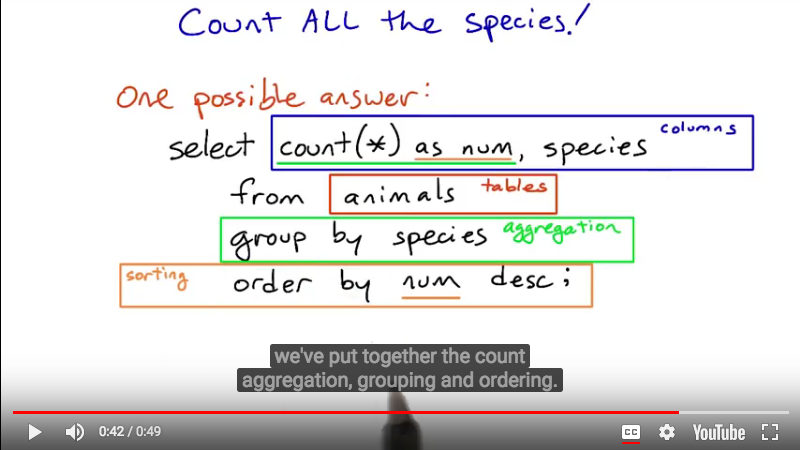 Count ALL the species!
One possible answer:
select count(*) as num, species columns
from animals tables
group by species aggregation
sorting order by num desc;
we've put together the count
aggregation, grouping and ordering.
0:42 / 0:49
CC
YouTube